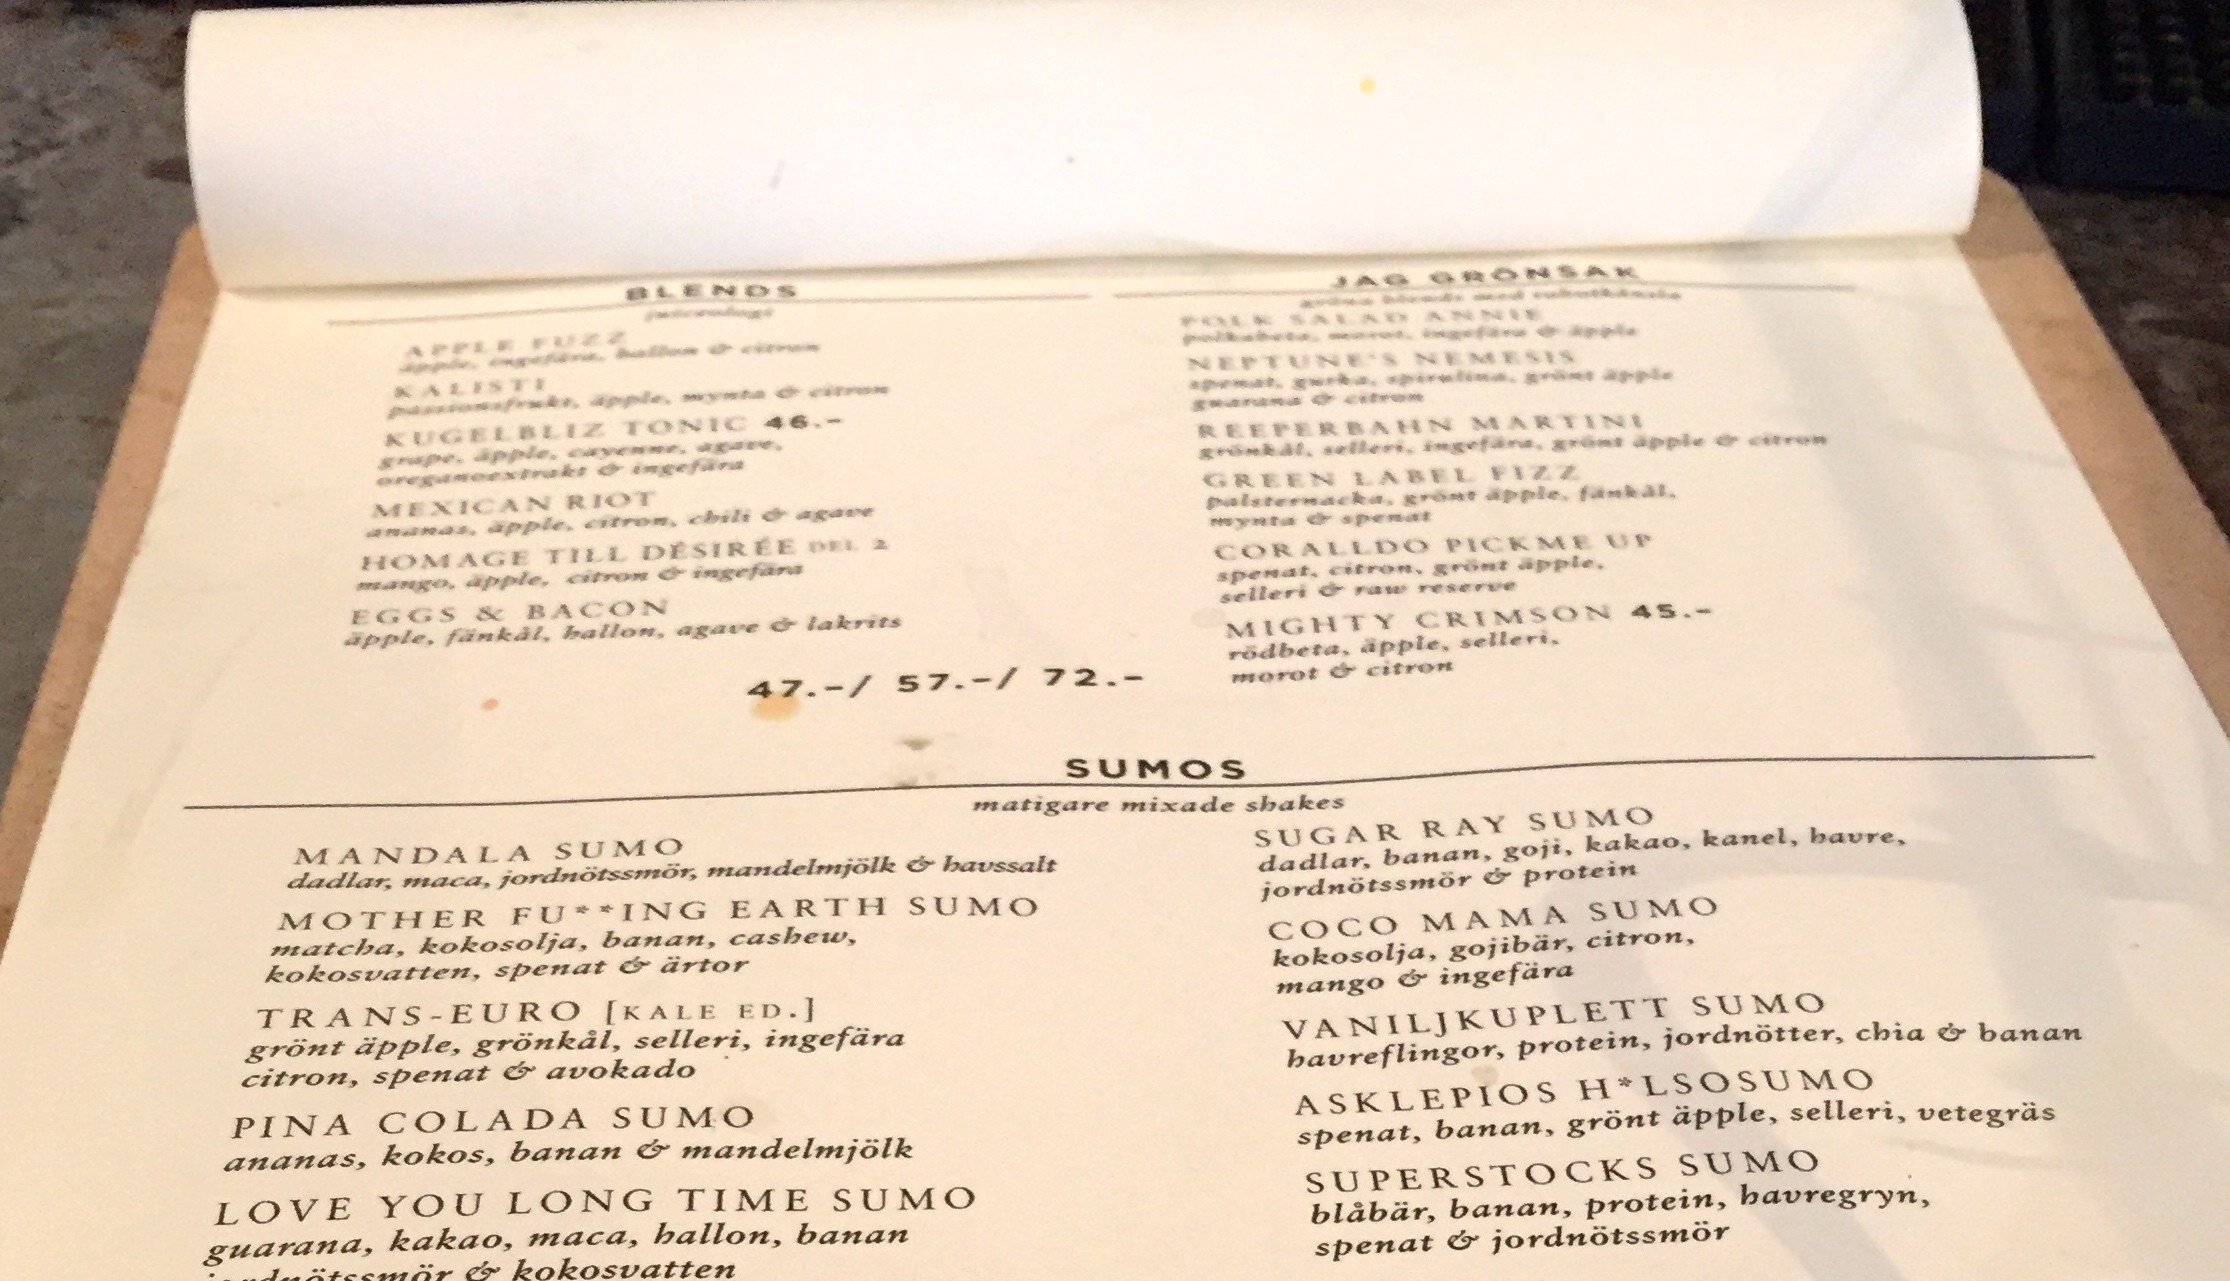 BLENDS
juiceologi
APPLE FUZZ
äpple, ingefära, hallon & citron
KALISTI
passionsfrukt, äpple, mynta & citron
KUGELBLIZ TONIC 46.-
grape, äpple, cayenne, agave,
oreganoextrakt & ingefära
MEXICAN RIOT
ananas, äpple, citron, chili & agave
HOMAGE TILL DÉSIRÉE DEL 2
mango, äpple, citron & ingefära
EGGS & BACON
äpple, fänkål, hallon, agave & lakrits
JAG GRÖNSAK
gröna blends med
POLK SALAD ANNIE
polkabeta, morot, ingefära & äpple
NEPTUNE'S NEMESIS
spenat, gurka, spirulina, grönt äpple
guarana & citron
REEPERBAHN MARTINI
grönkål, selleri, ingefära, grönt äpple & citron
GREEN LABEL FIZZ
palsternacka, grönt äpple, fänkål,
mynta & spenat
CORALLDO PICKME UP
spenat, citron, grönt äpple,
selleri & raw reserve
MIGHTY CRIMSON 45.-
rödbeta, äpple, selleri,
morot & citron
47.-/ 57.-/ 72.-
SUMOS
matigare mixade shakes
MANDALA SUMO
dadlar, maca, jordnötssmör, mandelmjölk & havssalt
MOTHER FU**ING EARTH SUMO
matcha, kokosolja, banan, cashew,
kokosvatten, spenat & ärtor
TRANS-EURO [KALE ED.]
grönt äpple, grönkål, selleri, ingefära
citron, spenat & avokado
PINA COLADA SUMO
ananas, kokos, banan & mandelmjölk
LOVE YOU LONG TIME SUMO
guarana, kakao, maca, hallon, banan
jordnötssmör & kokosvatten
SUGAR RAY SUMO
dadlar, banan, goji, kakao, kanel, havre,
jordnötssmör & protein
COCO MAMA SUMO
kokosolja, gojibär, citron,
mango & ingefära
VANILJKUPLETT SUMO
havreflingor, protein, jordnötter, chia & banan
ASKLEPIOS H*LSOSUMO
spenat, banan, grönt äpple, selleri, vetegräs
SUPERSTOCKS SUMO
blåbär, banan, protein, havregryn,
spenat & jordnötssmör